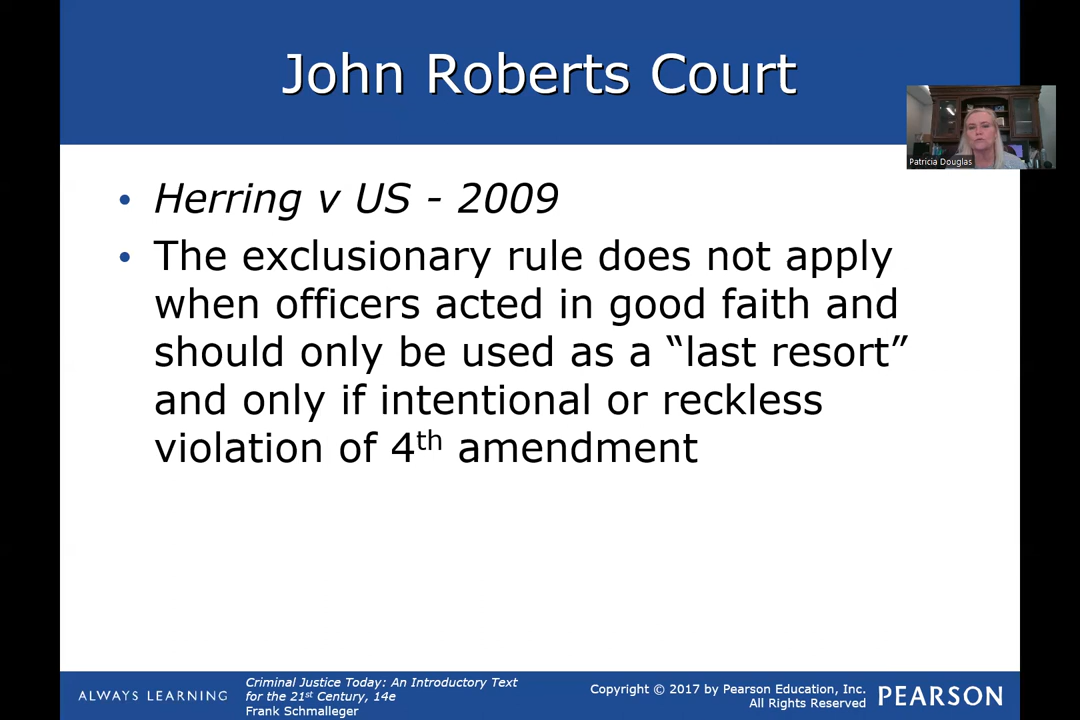 John Roberts Court
Patricia Douglas
• Herring v US - 2009
• The exclusionary rule does not apply
when officers acted in good faith and
should only be used as a “last resort”
and only if intentional or reckless
violation of 4th amendment
ALWAYS LEARNING
Criminal Justice Today: An Introductory Text
for the 21st Century, 14e
Frank Schmalleger
Copyright © 2017 by Pearson Education, Inc.
All Rights Reserved
PEARSON